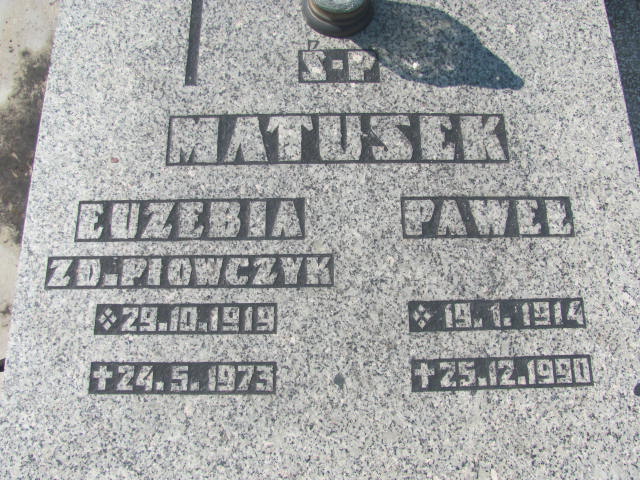 Ś-P
MATUSEK
EUZEBIA
ZD.PIOWCZYK
29.10.1919
24.5.1973
PAWEŁ
19.1.1914
25.12.1990